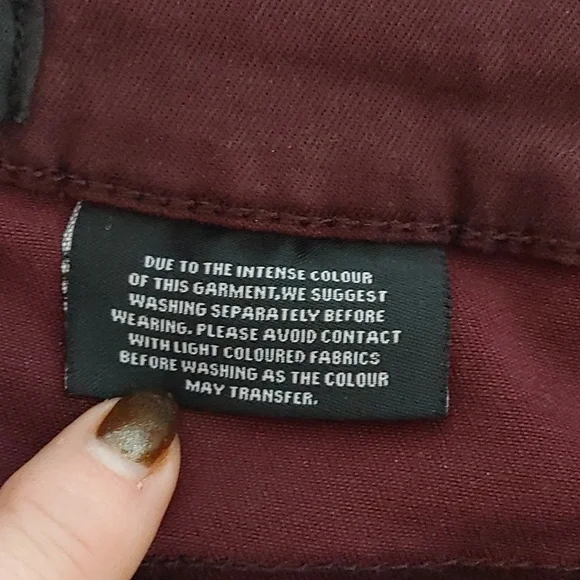 DUE TO THE INTENSE COLOUR
OF THIS GARMENT,WE SUGGEST
WASHING SEPARATELY BEFORE
WEARING. PLEASE AVOID CONTACT
WITH LIGHT COLOURED FABRICS
BEFORE WASHING AS THE COLOUR
MAY TRANSFER.